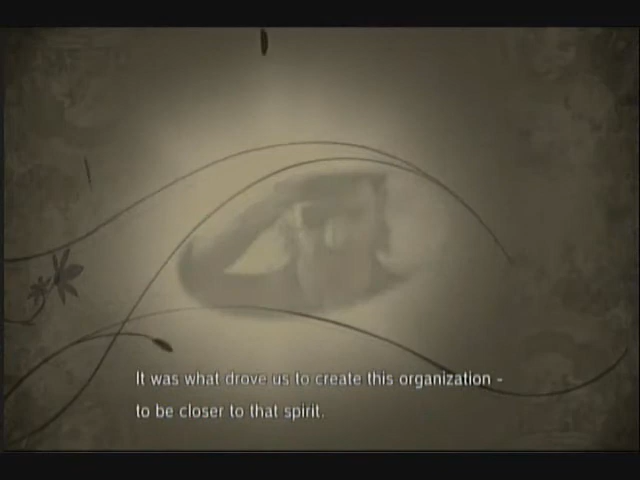 It was what drove us to create this organization -
to be closer to that spirit.